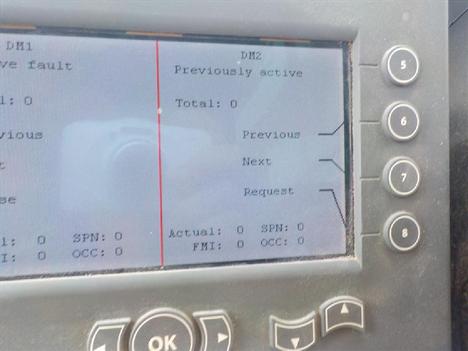 DM1
ve fault
l: 0
vious
t
se
l: 0 SPN: 0
I: 0 OCC: 0
DM2
Previously active
Total: 0
Previous
Next
Request
Actual: 0 SPN: 0
FMI: 0 OCC: 0
5
6
7
8
OK